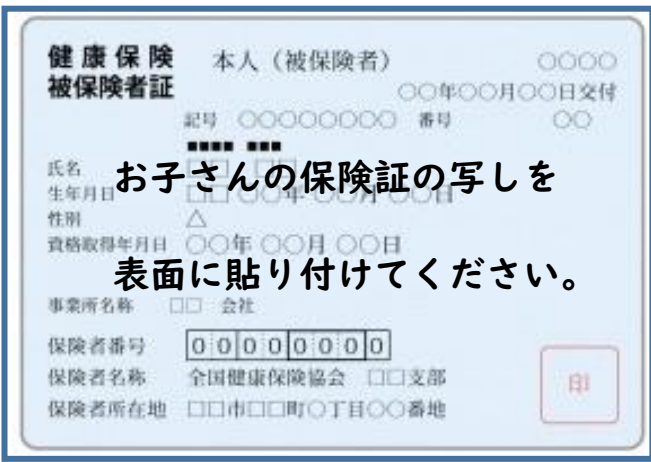 健康保険 本人（被保険者） ○○○○
被保険者証 ○○年○○月○○日交付
記号 ○○○○○○○○ 番号 ○○
■■■■ ■■■
氏名 □□ □□
お子さんの保険証の写しを
生年月日 □□ ○○年 ○○月 ○○日
性別 △
資格取得年月日 ○○年 ○○月 ○○日
表面に貼り付けてください。
事業所名称 □□ 会社
保険者番号 00000000
保険者名称 全国健康保険協会 □□支部
保険者所在地 □□市□□町○丁目○○番地
印